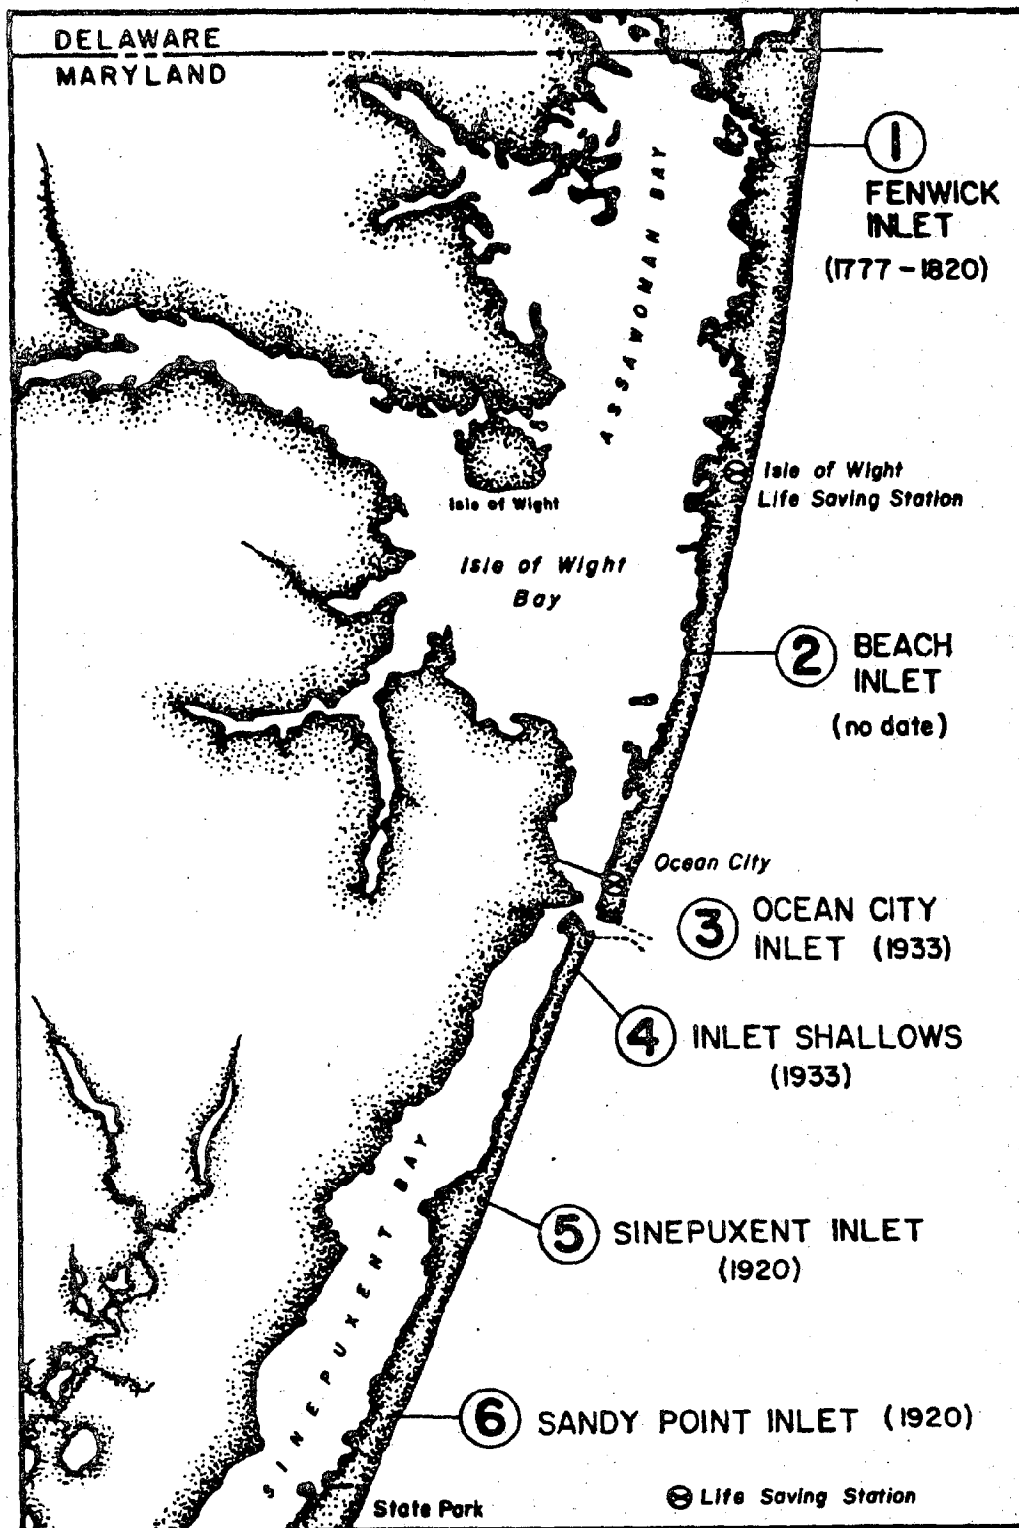 DELAWARE
MARYLAND
1
FENWICK
INLET
(1777-1820)
ASSAWOMAN BAY
Isle of Wight
Life Saving Station
Isle of Wight
Isle of Wight
Bay
2 BEACH
INLET
(no date)
Ocean City
3 OCEAN CITY
INLET (1933)
4 INLET SHALLOWS
(1933)
5 SINEPUXENT INLET
(1920)
SINEPUXENT BAY
6 SANDY POINT INLET (1920)
State Park
Life Saving Station